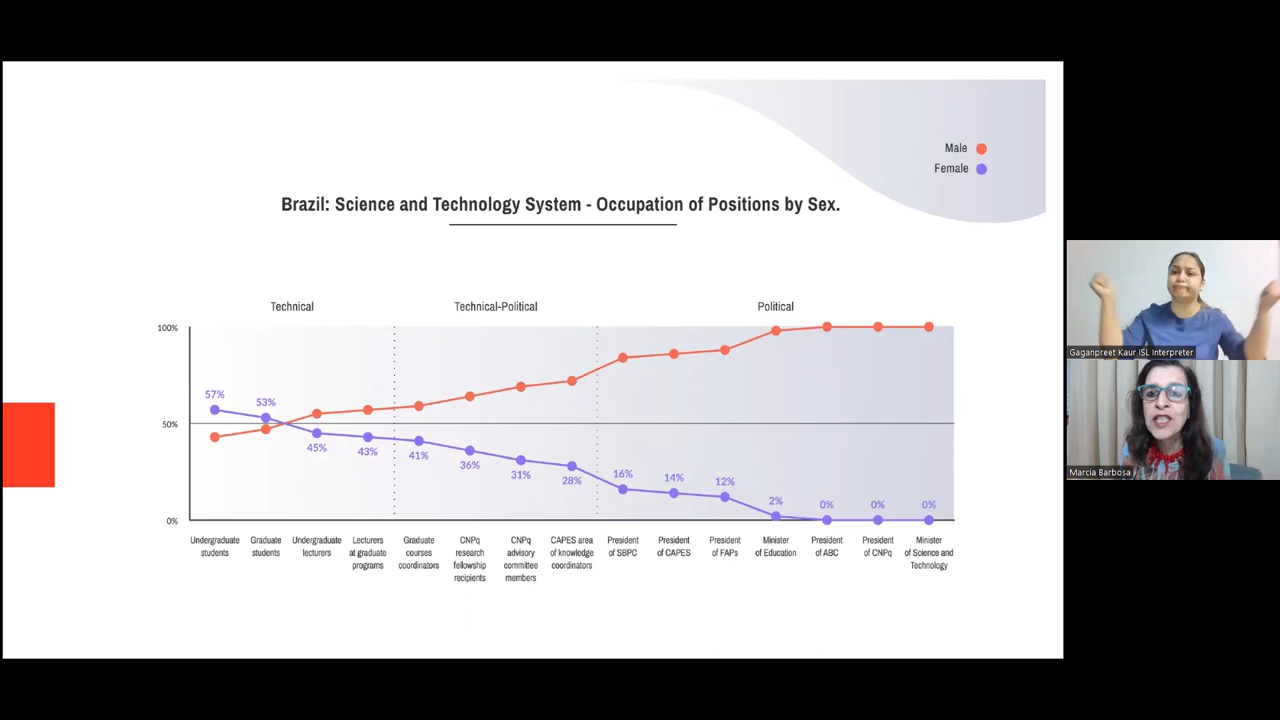 Male
Female
Brazil: Science and Technology System - Occupation of Positions by Sex.
Technical
Technical-Political
Political
100%
50%
0%
57%
53%
45%
43%
41%
36%
31%
28%
16%
14%
12%
2%
0%
0%
0%
Undergraduate
students
Graduate
students
Undergraduate
lecturers
Lecturers
at graduate
programs
Graduate
courses
coordinators
CNPq
research
fellowship
recipients
CNPq
advisory
committee
members
CAPES area
of knowledge
coordinators
President
of SBPC
President
of CAPES
President
of FAPs
Minister
of Education
President
of ABC
President
of CNPq
Minister
of Science and
Technology
Gaganpreet Kaur ISL Interpreter
Marcia Barbosa